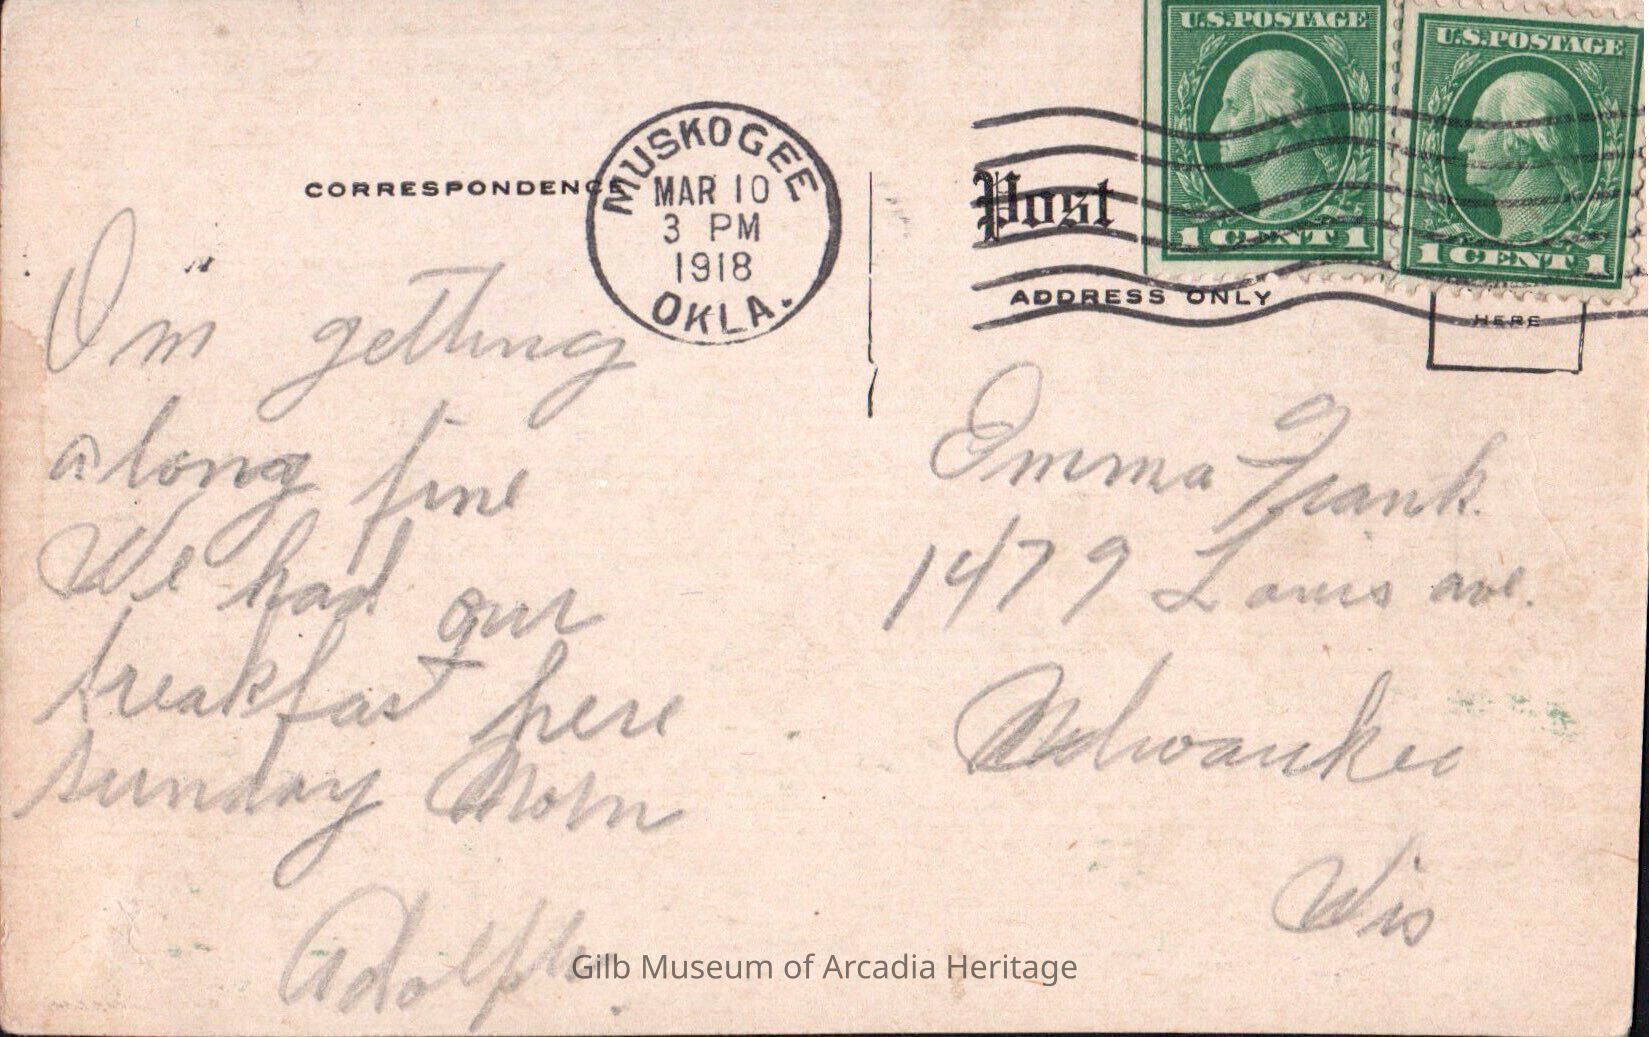 U.S. POSTAGE
U.S. POSTAGE
1 CENT 1
1 CENT 1
MUSKOGEE
MAR 10
3 PM
1918
OKLA.
CORRESPONDENCE
Post
ADDRESS ONLY
HERE
I'm getting
along fine
We had our
breakfast here
Sunday Morn
Adolph.
Emma Frank.
1479 Louis ave.
Milwaukee
Wis
Gilb Museum of Arcadia Heritage